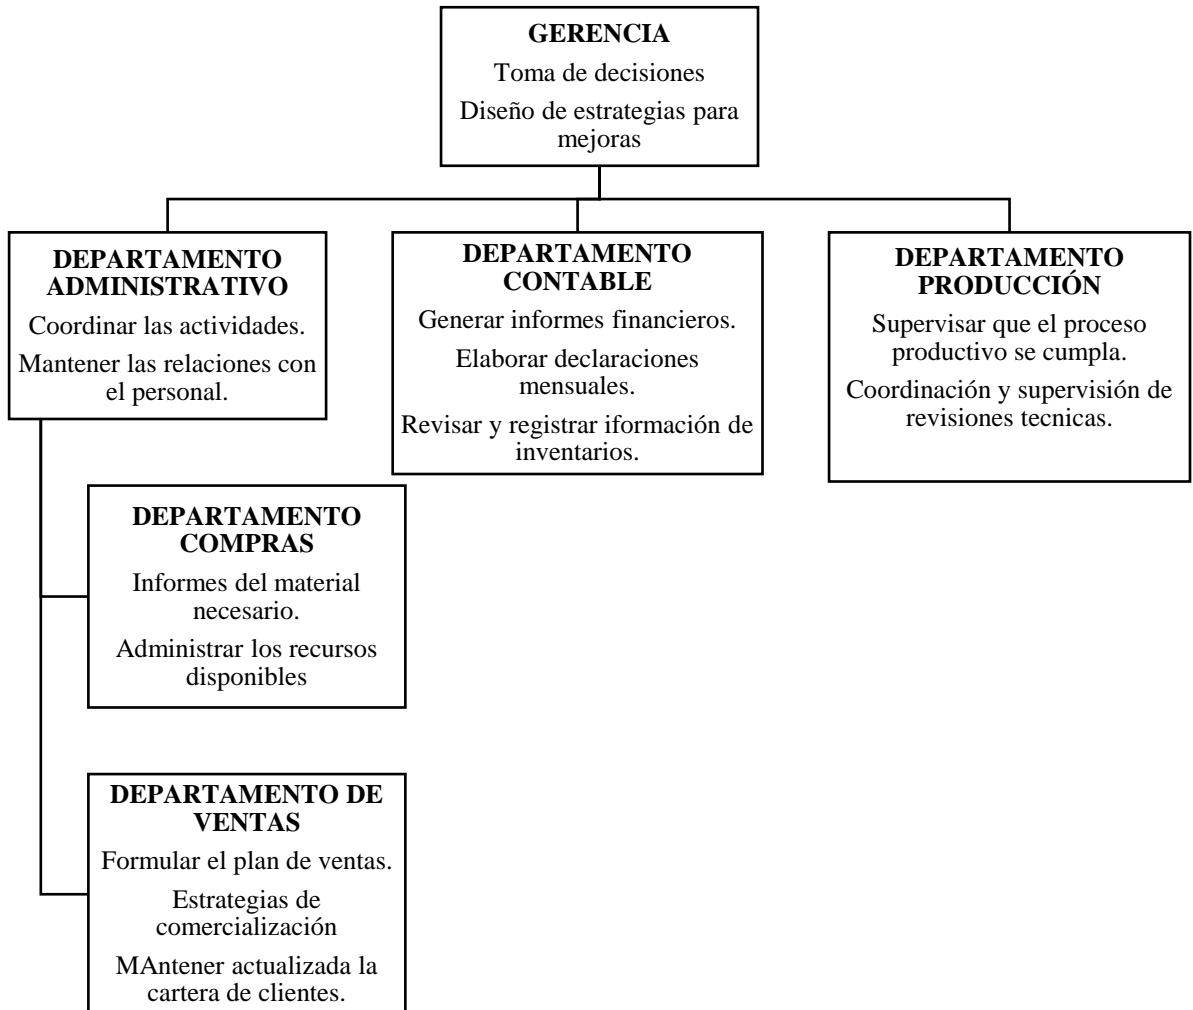 GERENCIA
Toma de decisiones
Diseño de estrategias para
mejoras
DEPARTAMENTO
ADMINISTRATIVO
Coordinar las actividades.
Mantener las relaciones con
el personal.
DEPARTAMENTO
CONTABLE
Generar informes financieros.
Elaborar declaraciones
mensuales.
Revisar y registrar iformación de
inventarios.
DEPARTAMENTO
PRODUCCIÓN
Supervisar que el proceso
productivo se cumpla.
Coordinación y supervisión de
revisiones tecnicas.
DEPARTAMENTO
COMPRAS
Informes del material
necesario.
Administrar los recursos
disponibles
DEPARTAMENTO DE
VENTAS
Formular el plan de ventas.
Estrategias de
comercialización
MAntener actualizada la
cartera de clientes.